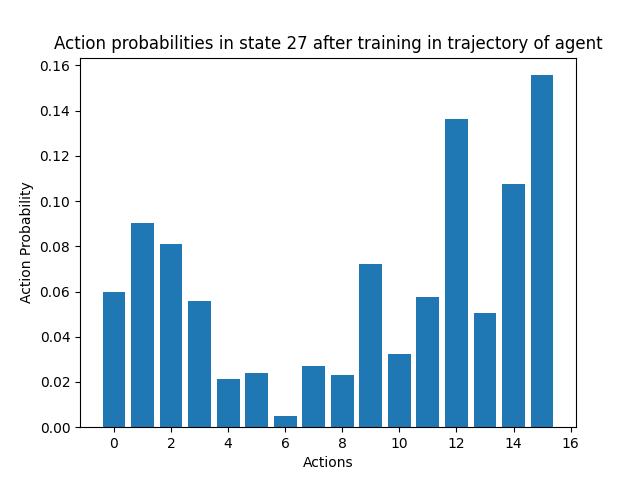 Action probabilities in state 27 after training in trajectory of agent
0.16
0.14
0.12
0.10
0.08
0.06
0.04
0.02
0.00
Action Probability
0 2 4 6 8 10 12 14 16
Actions